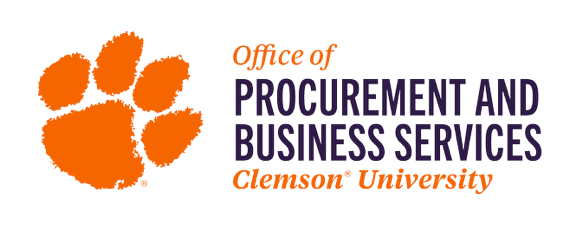 Office of
PROCUREMENT AND
BUSINESS SERVICES
Clemson® University
®